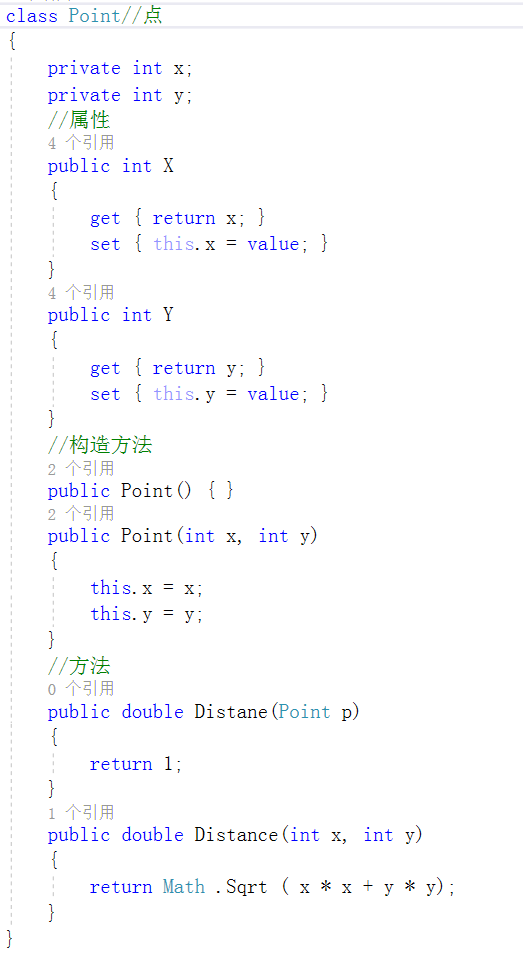 class Point//点
{
private int x;
private int y;
//属性
4 个引用
public int X
{
get { return x; }
set { this.x = value; }
}
4 个引用
public int Y
{
get { return y; }
set { this.y = value; }
}
//构造方法
2 个引用
public Point() { }
2 个引用
public Point(int x, int y)
{
this.x = x;
this.y = y;
}
//方法
0 个引用
public double Distane(Point p)
{
return 1;
}
1 个引用
public double Distance(int x, int y)
{
return Math .Sqrt ( x * x + y * y);
}
}